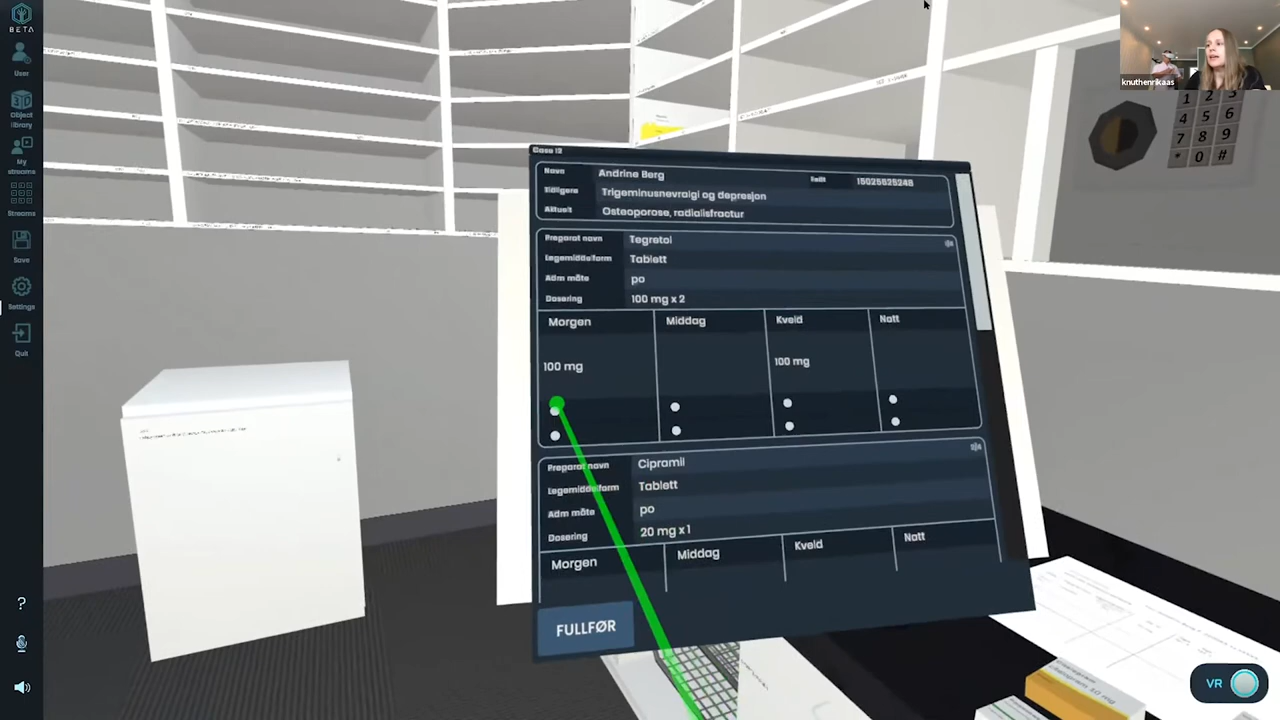 BETA
User
Object library
My streams
Streams
Save
Settings
Quit
?
knuthenrikaas
1 2 3
4 5 6
7 8 9
* 0 #
Case 12
Navn Andrine Berg Født
Tidligere Trigeminusnevralgi og depresjon
Aktuelt Osteoporose, radialisfractur
Preparat navn Tegretol
Legemiddelform Tablett
Adm måte po
Dosering 100 mg x 2
Morgen Middag Kveld Natt
100 mg 100 mg
Preparat navn Cipramil
Legemiddelform Tablett
Adm måte po
Dosering 20 mg x 1
Morgen Middag Kveld Natt
FULLFØR
VR